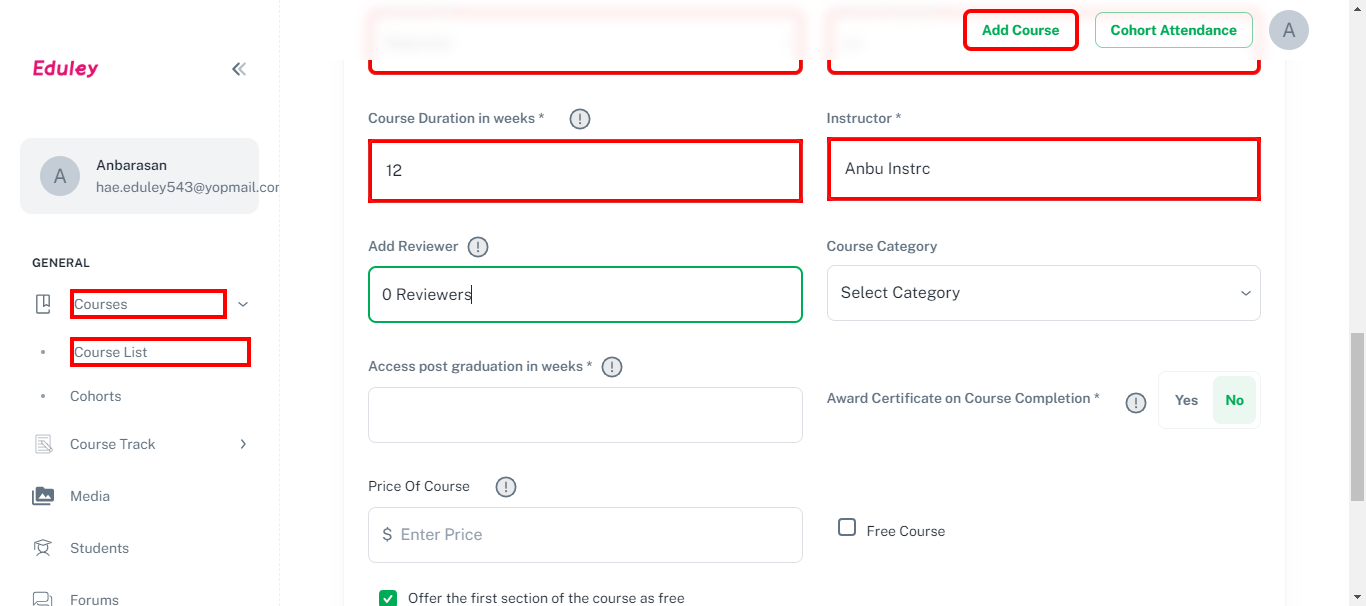 Add Course
Cohort Attendance
A
Eduley
A
Anbarasan
hae.eduley543@yopmail.cor
GENERAL
Courses
Course List
Cohorts
Course Track
Media
Students
Forums
Course Duration in weeks *
Instructor *
12
Anbu Instrc
Add Reviewer
Course Category
0 Reviewers
Select Category
Access post graduation in weeks *
Award Certificate on Course Completion *
Yes
No
Price Of Course
$ Enter Price
Free Course
Offer the first section of the course as free